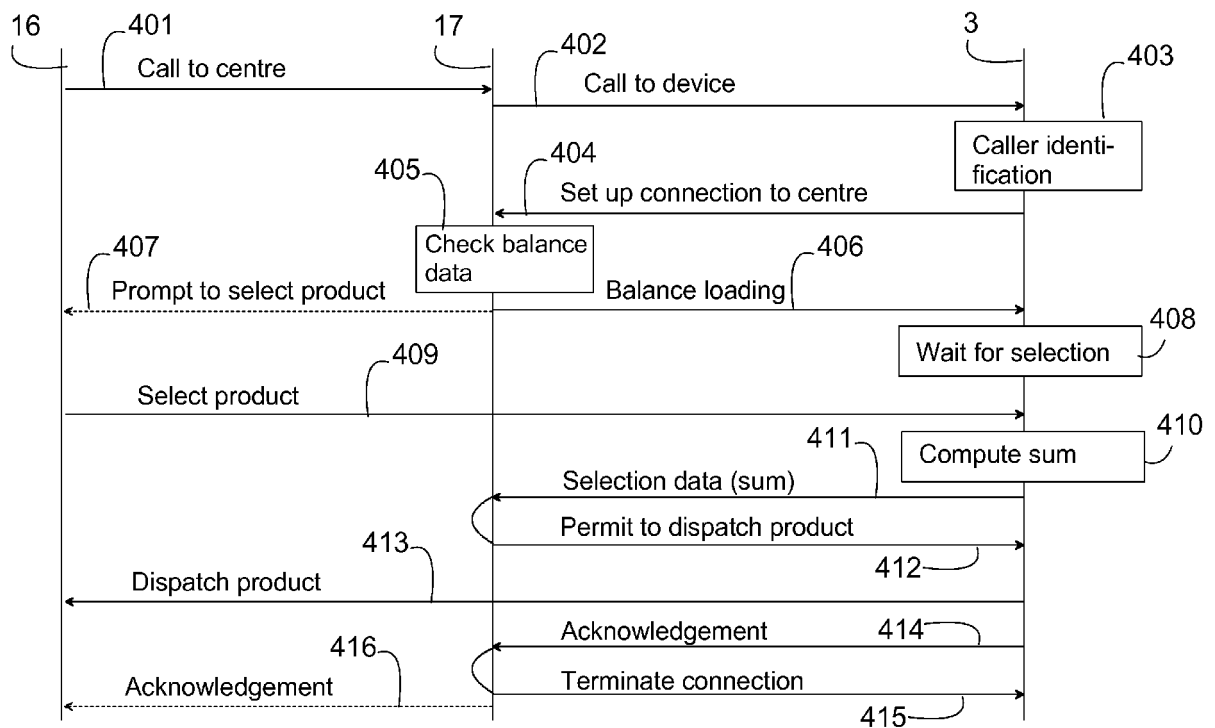 16
401
17
402
3
403
Call to centre
Call to device
Caller identi-
fication
404
405
Set up connection to centre
Check balance
data
407
406
Prompt to select product
Balance loading
408
Wait for selection
409
Select product
410
411
Compute sum
Selection data (sum)
Permit to dispatch product
413
412
Dispatch product
Acknowledgement
414
416
Terminate connection
Acknowledgement
415